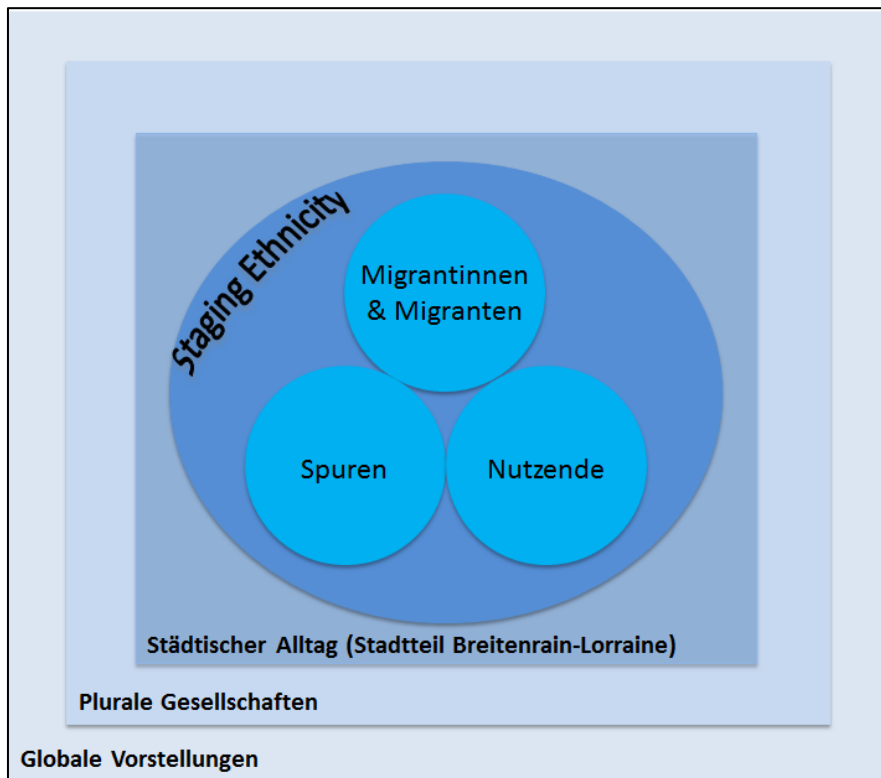 Staging Ethnicity
Migrantinnen
& Migranten
Spuren
Nutzende
Städtischer Alltag (Stadtteil Breitenrain-Lorraine)
Plurale Gesellschaften
Globale Vorstellungen